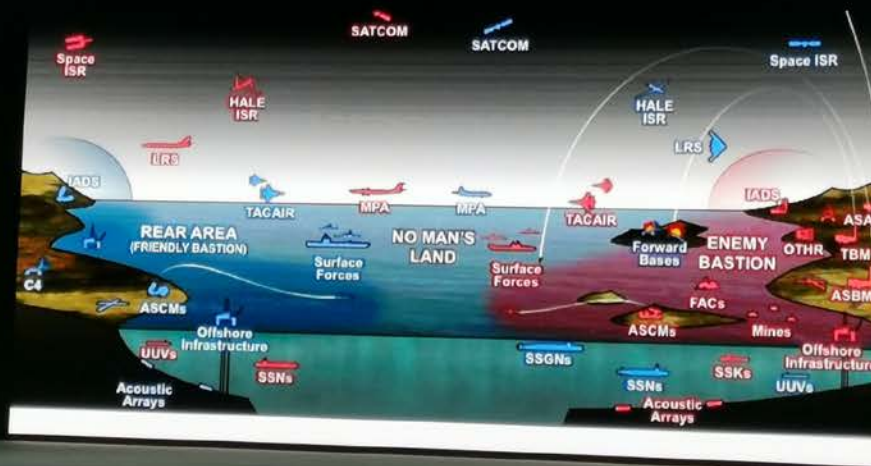 SATCOM
SATCOM
Space
ISR
Space ISR
HALE
ISR
HALE
ISR
LRS
LRS
IADS
IADS
TACAIR
MPA
MPA
TACAIR
ASA
REAR AREA
(FRIENDLY BASTION)
NO MAN'S
LAND
Surface
Forces
Surface
Forces
Forward
Bases
ENEMY
BASTION
OTHR
TBM
C4
ASCMs
FACs
ASBM
ASCMs
Mines
Offshore
Infrastructure
Offshore
Infrastructure
UUVs
SSNs
SSGNs
SSNs
SSKs
UUVs
Acoustic
Arrays
Acoustic
Arrays